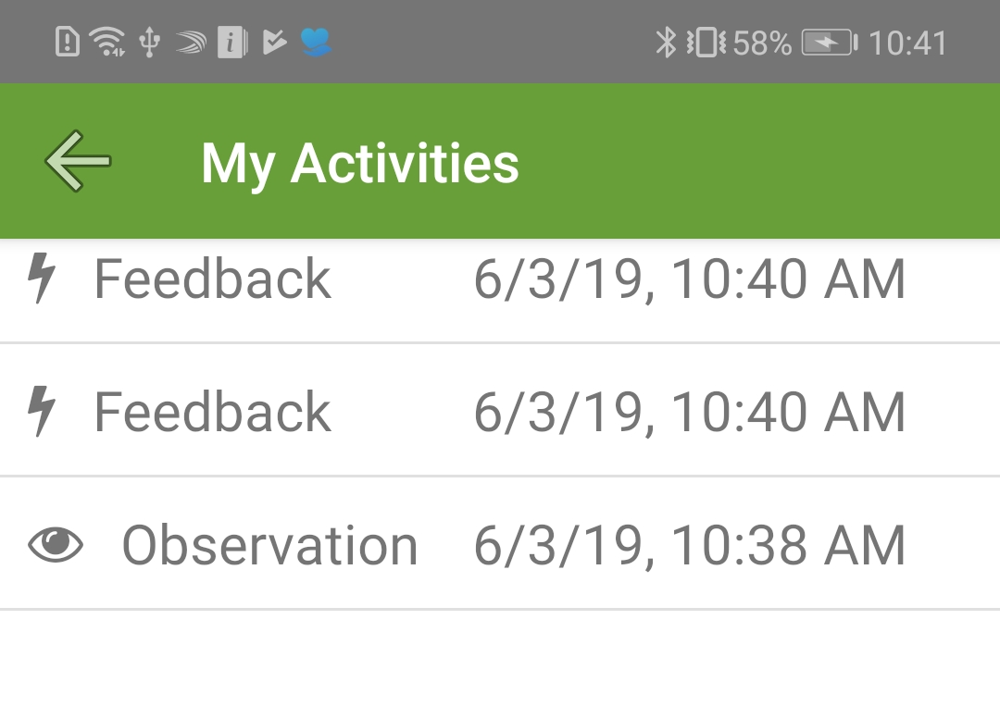 58% 10:41
My Activities
Feedback 6/3/19, 10:40 AM
Feedback 6/3/19, 10:40 AM
Observation 6/3/19, 10:38 AM